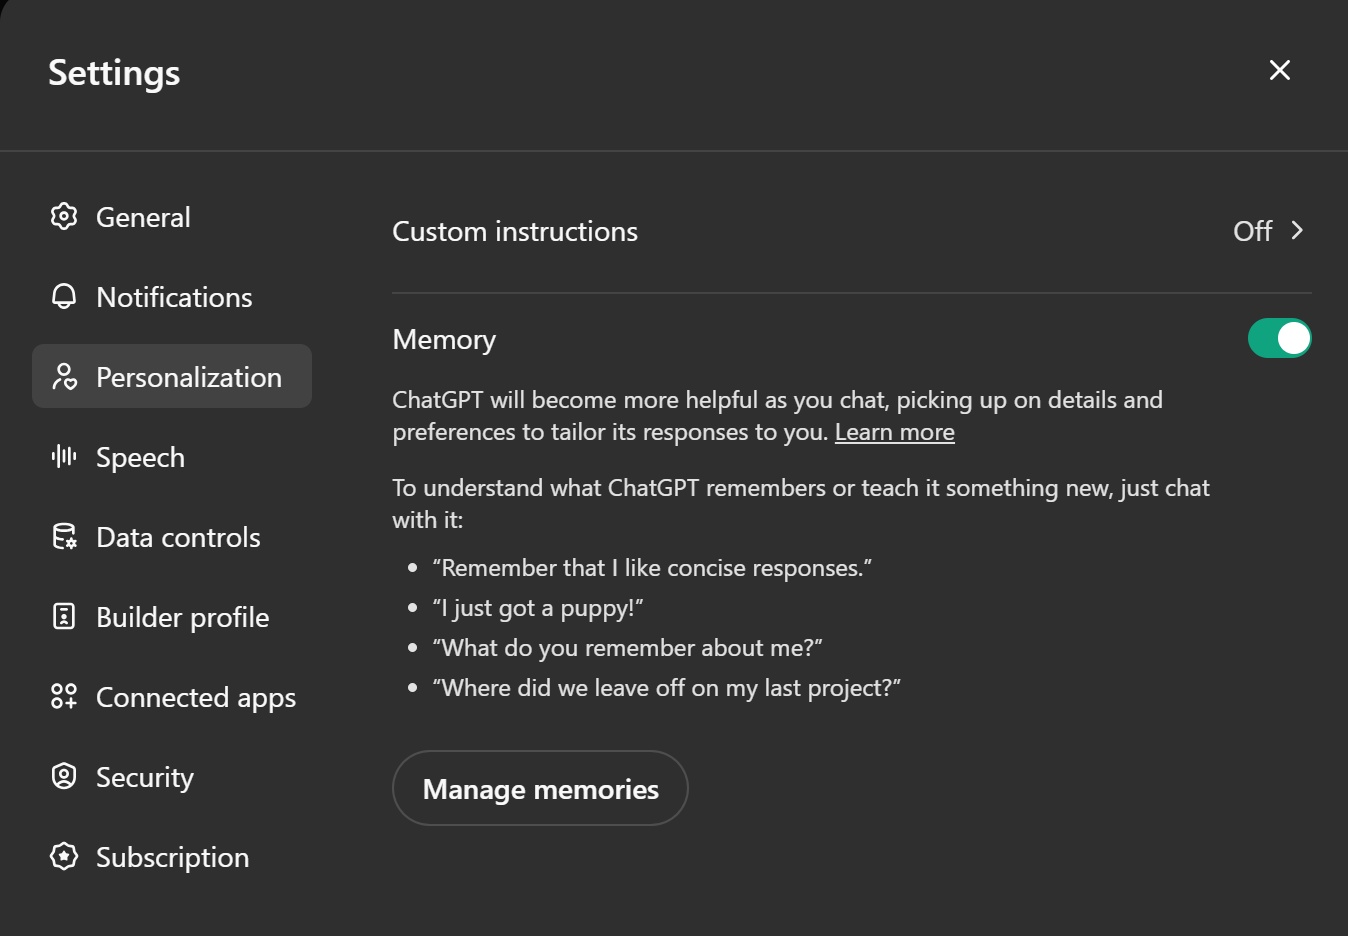 Settings
General
Notifications
Personalization
Speech
Data controls
Builder profile
Connected apps
Security
Subscription
Custom instructions
Off
Memory
ChatGPT will become more helpful as you chat, picking up on details and
preferences to tailor its responses to you. Learn more
To understand what ChatGPT remembers or teach it something new, just chat
with it:
• “Remember that I like concise responses.”
• “I just got a puppy!”
• “What do you remember about me?”
• “Where did we leave off on my last project?”
Manage memories